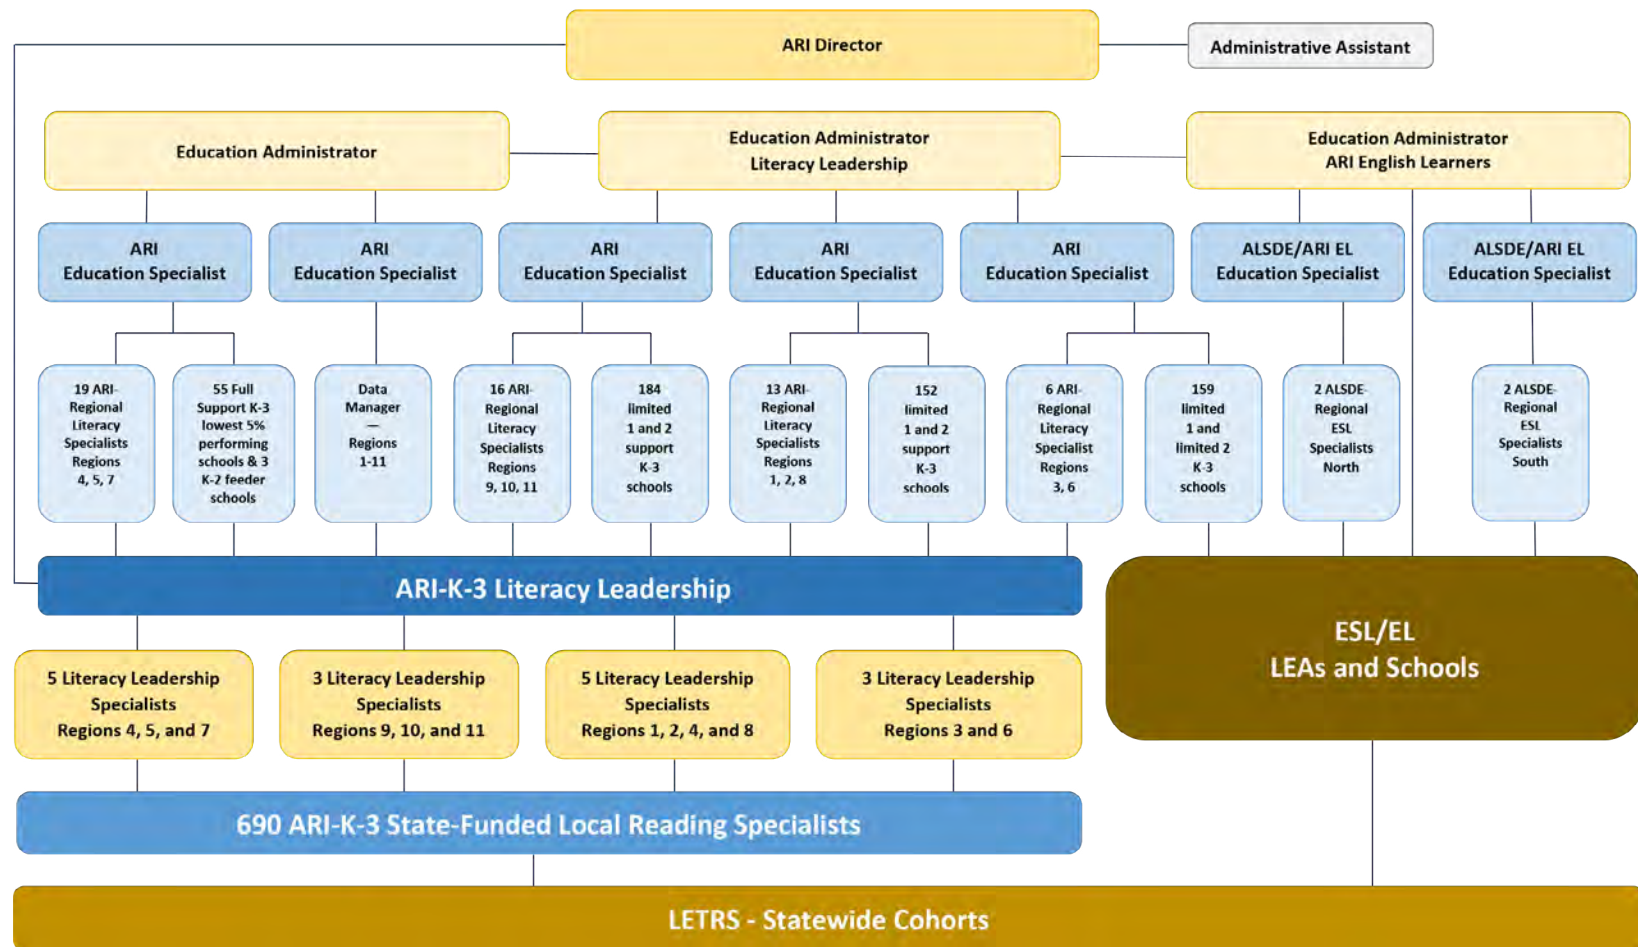 ARI Director
Administrative Assistant
Education Administrator
Education Administrator
Literacy Leadership
Education Administrator
ARI English Learners
ARI
Education Specialist
ARI
Education Specialist
ARI
Education Specialist
ARI
Education Specialist
ARI
Education Specialist
ALSDE/ARI EL
Education Specialist
ALSDE/ARI EL
Education Specialist
19 ARI-
Regional
Literacy
Specialists
Regions
4, 5, 7
55 Full
Support K-3
lowest 5%
performing
schools & 3
K-2 feeder
schools
Data
Manager
—
Regions
1-11
16 ARI-
Regional
Literacy
Specialists
Regions
9, 10, 11
184
limited
1 and 2
support
K-3
schools
13 ARI-
Regional
Literacy
Specialists
Regions
1, 2, 8
152
limited
1 and 2
support
K-3
schools
6 ARI-
Regional
Literacy
Specialist
Regions
3, 6
159
limited
1 and
limited 2
K-3
schools
2 ALSDE-
Regional
ESL
Specialists
North
2 ALSDE-
Regional
ESL
Specialists
South
ARI-K-3 Literacy Leadership
ESL/EL
LEAs and Schools
5 Literacy Leadership
Specialists
Regions 4, 5, and 7
3 Literacy Leadership
Specialists
Regions 9, 10, and 11
5 Literacy Leadership
Specialists
Regions 1, 2, 4, and 8
3 Literacy Leadership
Specialists
Regions 3 and 6
690 ARI-K-3 State-Funded Local Reading Specialists
LETRS - Statewide Cohorts